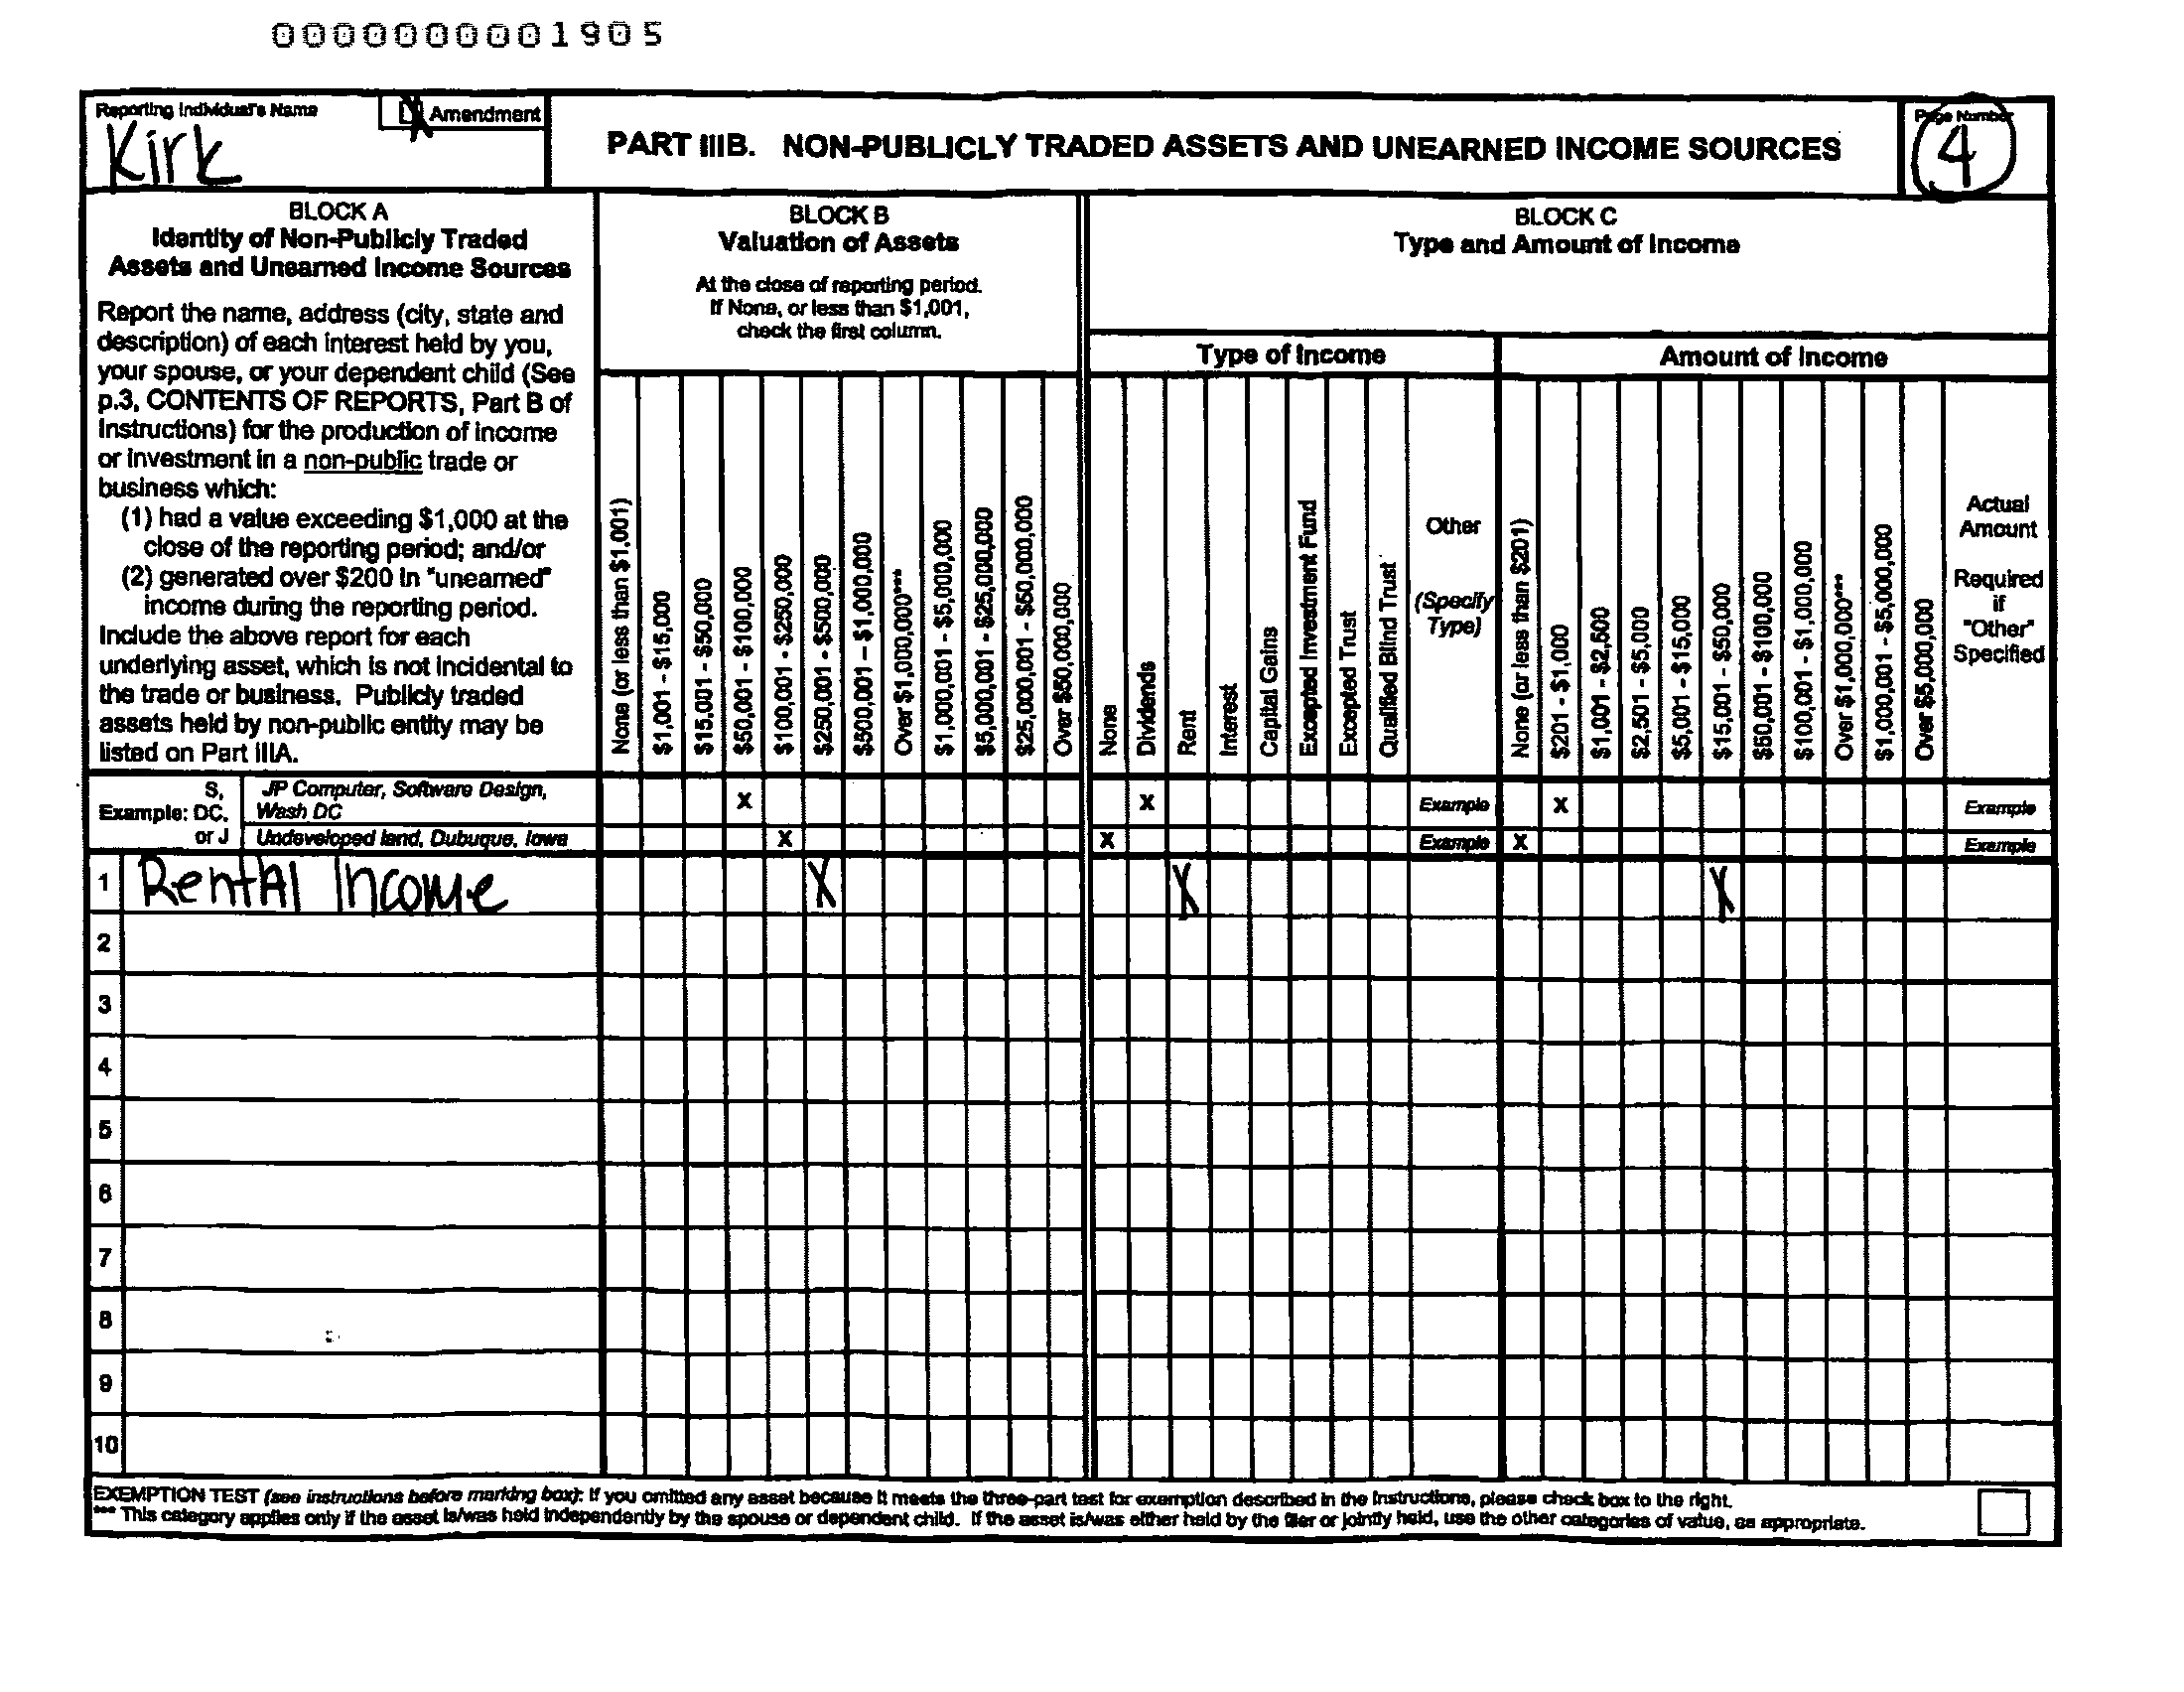 0000000001905
Reporting Individual's Name
Amendment
Kirk
PART IIIB. NON-PUBLICLY TRADED ASSETS AND UNEARNED INCOME SOURCES
Page Number
4
BLOCK A
Identity of Non-Publicly Traded
Assets and Unearned Income Sources
Report the name, address (city, state and
description) of each interest held by you,
your spouse, or your dependent child (See
p.3, CONTENTS OF REPORTS, Part B of
Instructions) for the production of income
or investment in a non-public trade or
business which:
(1) had a value exceeding $1,000 at the
close of the reporting period; and/or
(2) generated over $200 in "unearned"
income during the reporting period.
Include the above report for each
underlying asset, which is not incidental to
the trade or business. Publicly traded
assets held by non-public entity may be
listed on Part IIIA.
BLOCK B
Valuation of Assets
At the close of reporting period.
If None, or less than $1,001,
check the first column.
None (or less than $1,001)
$1,001 - $15,000
$15,001 - $50,000
$50,001 - $100,000
$100,001 - $250,000
$250,001 - $500,000
$500,001 – $1,000,000
Over $1,000,000***
$1,000,001 - $5,000,000
$5,000,001 - $25,000,000
$25,000,001 - $50,000,000
Over $50,000,000
BLOCK C
Type and Amount of Income
Type of Income
None
Dividends
Rent
Interest
Capital Gains
Excepted Investment Fund
Excepted Trust
Qualified Blind Trust
Other
(Specify
Type)
Amount of Income
None (or less than $201)
$201 - $1,000
$1,001 - $2,500
$2,501 - $5,000
$5,001 - $15,000
$15,001 - $50,000
$50,001 - $100,000
$100,001 - $1,000,000
Over $1,000,000***
$1,000,001 - $5,000,000
Over $5,000,000
Actual
Amount
Required
if
"Other"
Specified
S,
Example: DC,
or J
JP Computer, Software Design,
Wash DC
X X Example X Example
Undeveloped land, Dubuque, Iowa X X Example X Example
1 Rental Income X X X
2
3
4
5
6
7
8
9
10
EXEMPTION TEST (see instructions before marking box): If you omitted any asset because it meets the three-part test for exemption described in the instructions, please check box to the right.
*** This category applies only if the asset is/was held independently by the spouse or dependent child. If the asset is/was either held by the filer or jointly held, use the other categories of value, as appropriate.